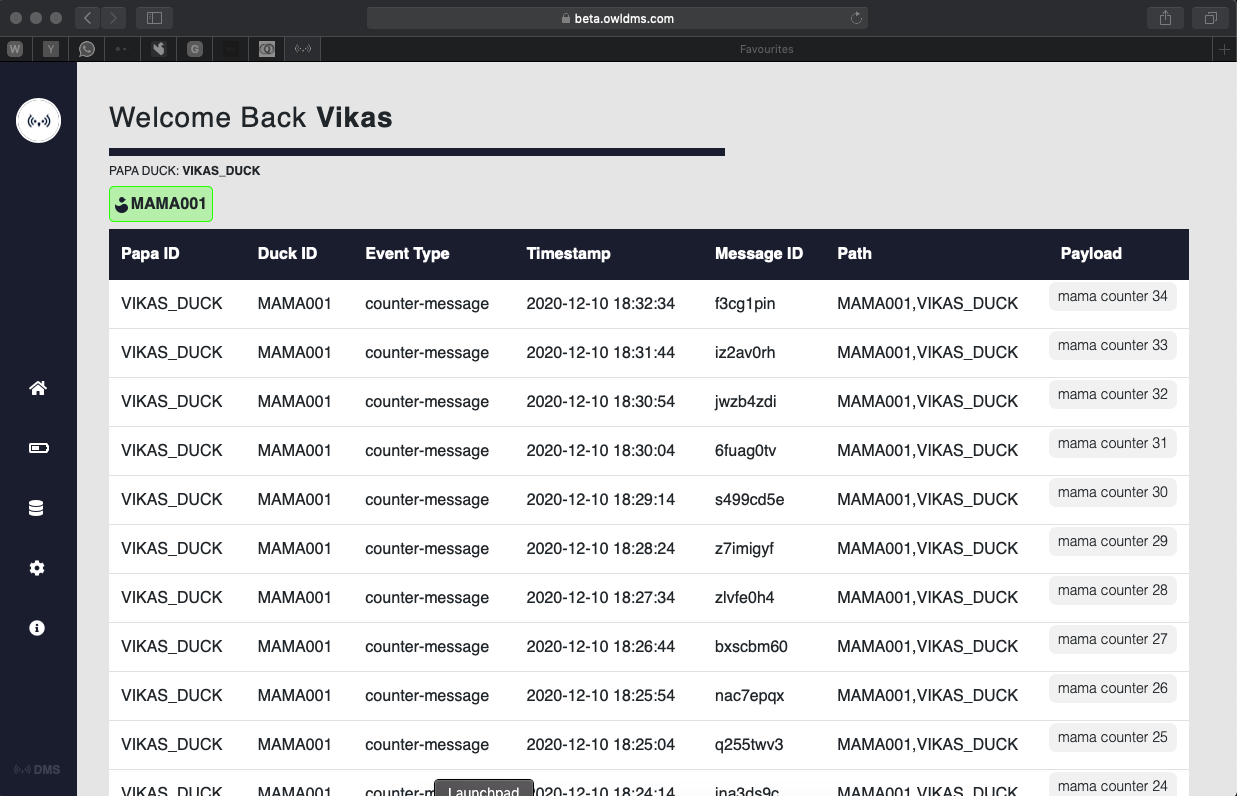 beta.owldms.com
W Y G
Favourites
Welcome Back Vikas
PAPA DUCK: VIKAS_DUCK
MAMA001
Papa ID Duck ID Event Type Timestamp Message ID Path Payload
VIKAS_DUCK MAMA001 counter-message 2020-12-10 18:32:34 f3cg1pin MAMA001,VIKAS_DUCK mama counter 34
VIKAS_DUCK MAMA001 counter-message 2020-12-10 18:31:44 iz2av0rh MAMA001,VIKAS_DUCK mama counter 33
VIKAS_DUCK MAMA001 counter-message 2020-12-10 18:30:54 jwzb4zdi MAMA001,VIKAS_DUCK mama counter 32
VIKAS_DUCK MAMA001 counter-message 2020-12-10 18:30:04 6fuag0tv MAMA001,VIKAS_DUCK mama counter 31
VIKAS_DUCK MAMA001 counter-message 2020-12-10 18:29:14 s499cd5e MAMA001,VIKAS_DUCK mama counter 30
VIKAS_DUCK MAMA001 counter-message 2020-12-10 18:28:24 z7imigyf MAMA001,VIKAS_DUCK mama counter 29
VIKAS_DUCK MAMA001 counter-message 2020-12-10 18:27:34 zlvfe0h4 MAMA001,VIKAS_DUCK mama counter 28
VIKAS_DUCK MAMA001 counter-message 2020-12-10 18:26:44 bxscbm60 MAMA001,VIKAS_DUCK mama counter 27
VIKAS_DUCK MAMA001 counter-message 2020-12-10 18:25:54 nac7epqx MAMA001,VIKAS_DUCK mama counter 26
VIKAS_DUCK MAMA001 counter-message 2020-12-10 18:25:04 q255twv3 MAMA001,VIKAS_DUCK mama counter 25
VIKAS_DUCK MAMA001 2020-12-10 18:24:14 MAMA001,VIKAS_DUCK mama counter 24
DMS
Launchpad